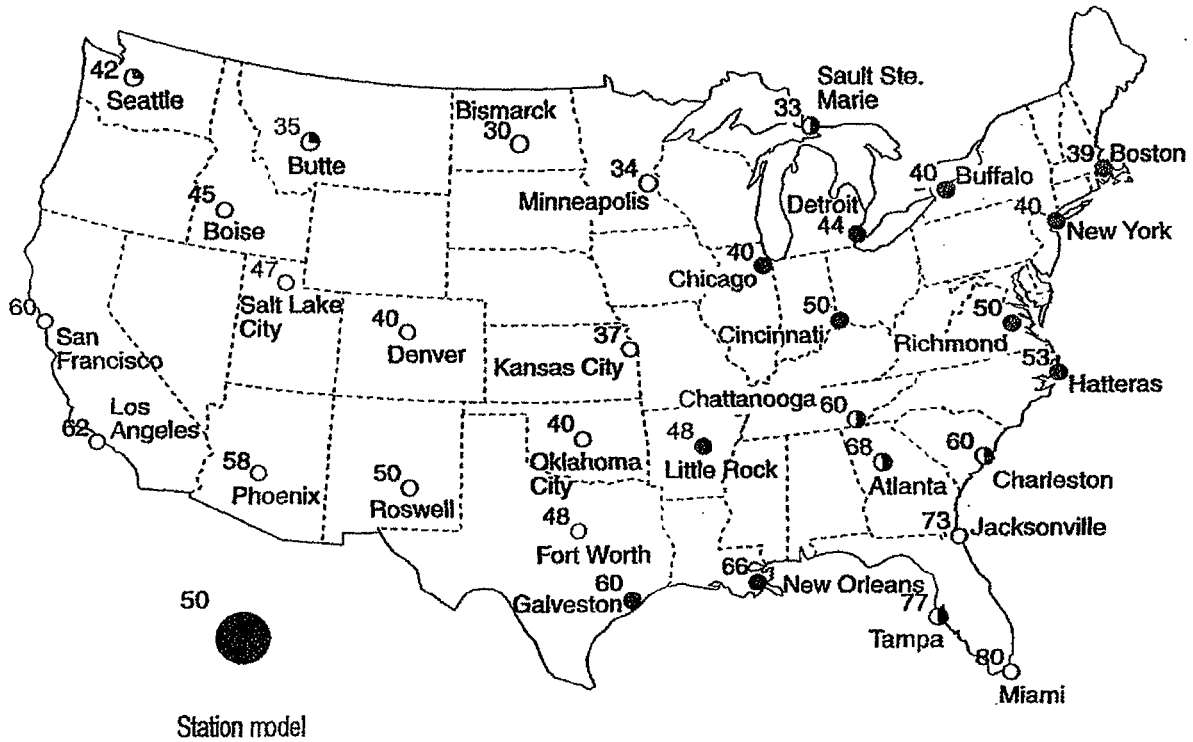 42
Seattle
35
Butte
Bismarck
30
Sault Ste.
Marie
33
34
Minneapolis
39 Boston
40
Buffalo
Detroit
44
40
New York
45
Boise
40
Chicago
47
Salt Lake
City
60
San
Francisco
40
Denver
37
Kansas City
50
Cincinnati
50
Richmond
53
Hatteras
Los
Angeles
62
Chattanooga
60
40
Oklahoma
City
48
Little Rock
68
Atlanta
60
Charleston
58
Phoenix
50
Roswell
48
Fort Worth
73
Jacksonville
60
Galveston
66
New Orleans
77
Tampa
80
Miami
50
Station model